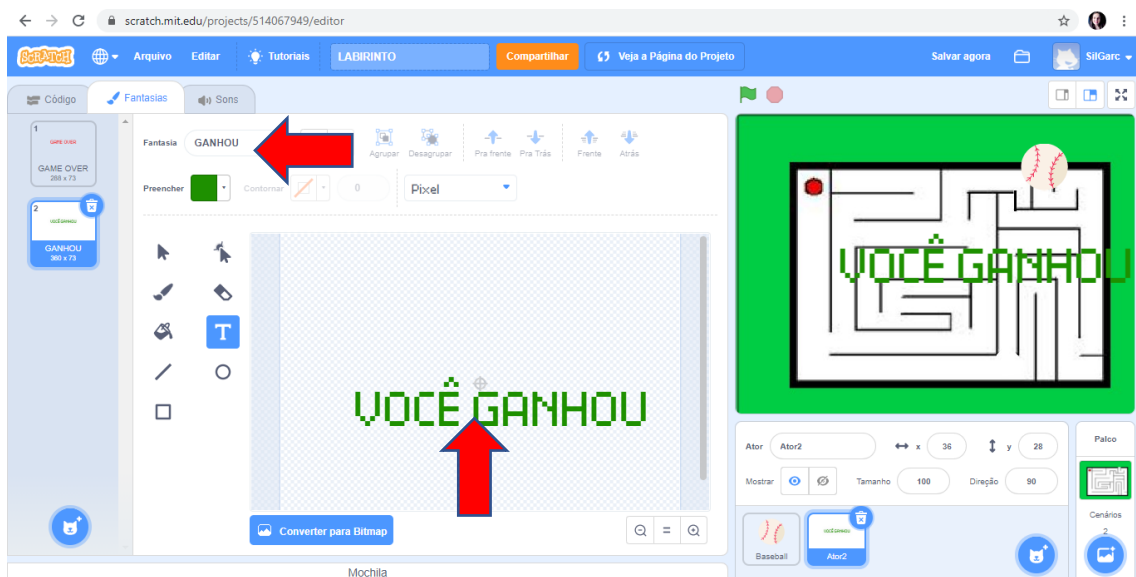 scratch.mit.edu/projects/514067949/editor
SCRATCH Arquivo Editar Tutoriais LABIRINTO Compartilhar Veja a Página do Projeto Salvar agora SilGarc
Código Fantasias Sons
1
GAME OVER
GAME OVER
268 x 73
2
VOCÊ GANHOU
GANHOU
360 x 73
Fantasia GANHOU Agrupar Desagrupar Pra frente Pra Trás Frente Atrás
Preencher Contornar 0 Pixel
T
VOCÊ GANHOU
Converter para Bitmap
Mochila
VOCÊ GANHOU
Ator Ator2 x 36 y 28
Mostrar Tamanho 100 Direção 90
Baseball
VOCÊ GANHOU
Ator2
Palco
Cenários
2